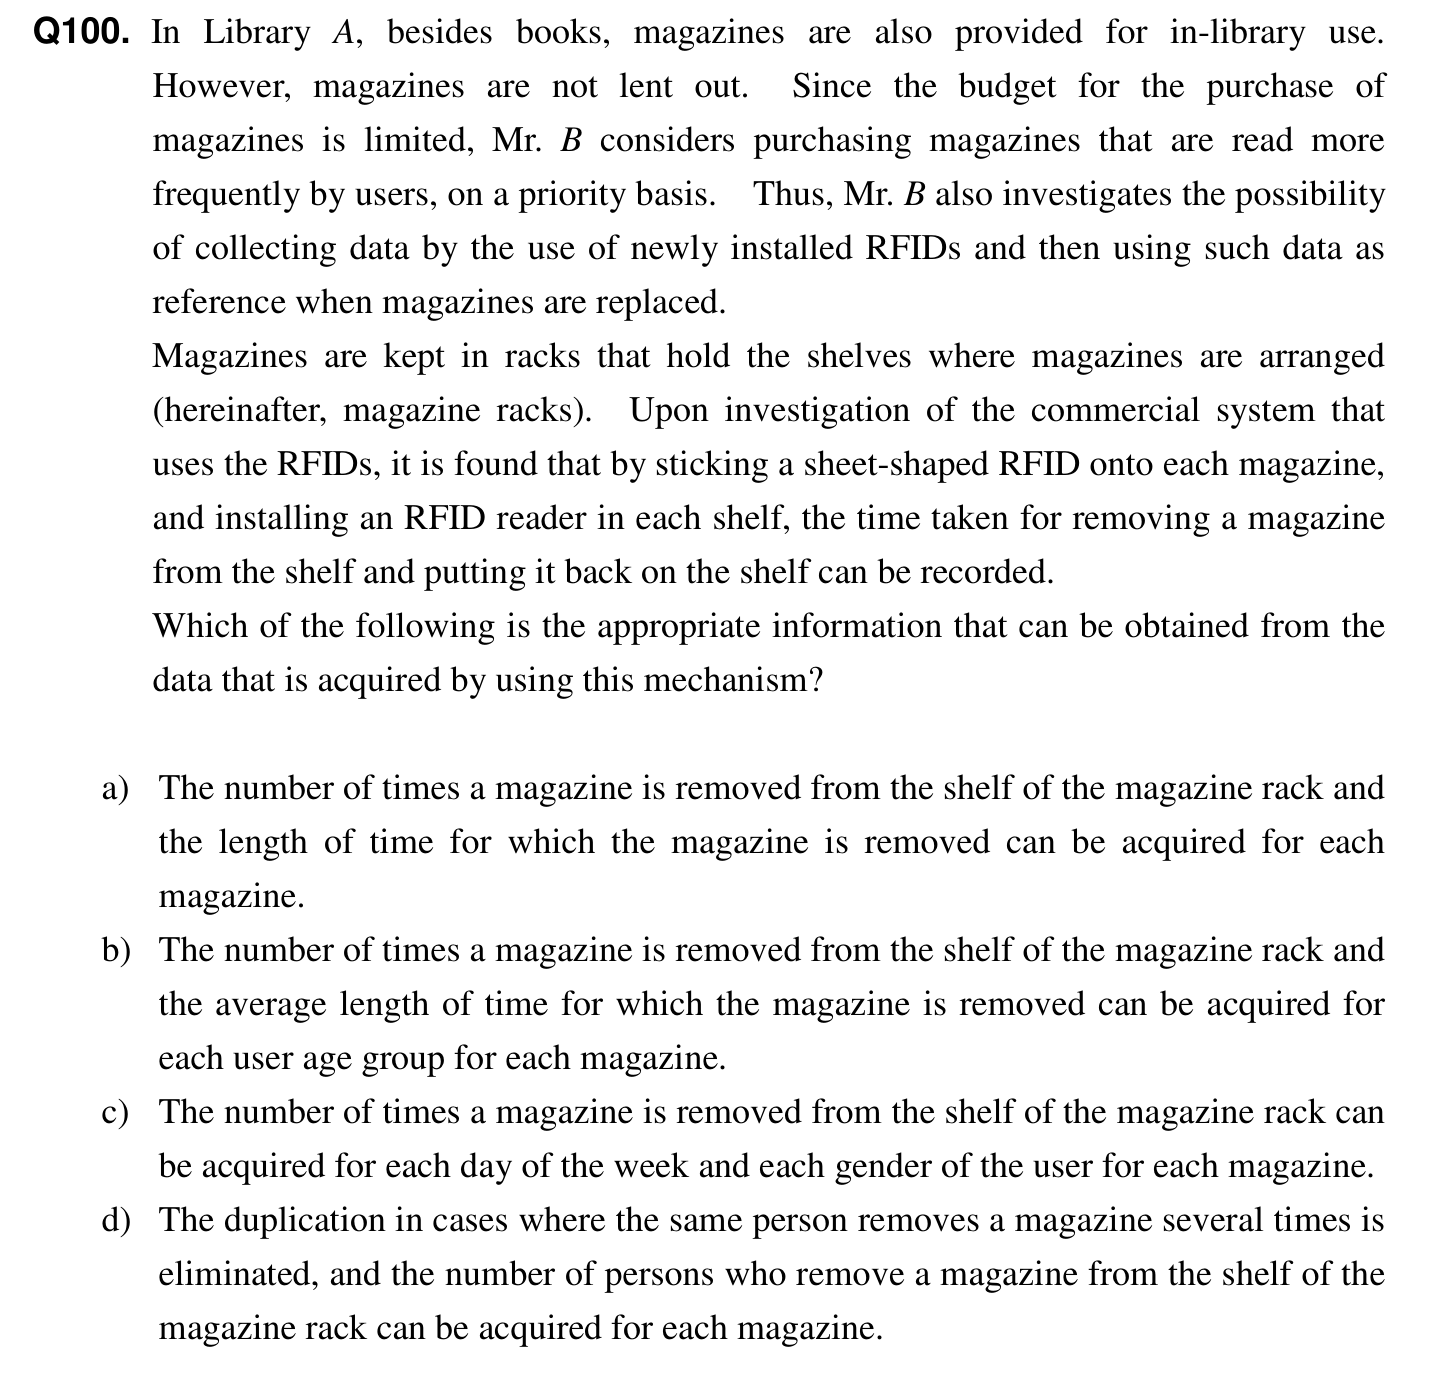 Q100. In Library A, besides books, magazines are also provided for in-library use.
However, magazines are not lent out. Since the budget for the purchase of
magazines is limited, Mr. B considers purchasing magazines that are read more
frequently by users, on a priority basis. Thus, Mr. B also investigates the possibility
of collecting data by the use of newly installed RFIDs and then using such data as
reference when magazines are replaced.
Magazines are kept in racks that hold the shelves where magazines are arranged
(hereinafter, magazine racks). Upon investigation of the commercial system that
uses the RFIDs, it is found that by sticking a sheet-shaped RFID onto each magazine,
and installing an RFID reader in each shelf, the time taken for removing a magazine
from the shelf and putting it back on the shelf can be recorded.
Which of the following is the appropriate information that can be obtained from the
data that is acquired by using this mechanism?
a) The number of times a magazine is removed from the shelf of the magazine rack and
the length of time for which the magazine is removed can be acquired for each
magazine.
b) The number of times a magazine is removed from the shelf of the magazine rack and
the average length of time for which the magazine is removed can be acquired for
each user age group for each magazine.
c) The number of times a magazine is removed from the shelf of the magazine rack can
be acquired for each day of the week and each gender of the user for each magazine.
d) The duplication in cases where the same person removes a magazine several times is
eliminated, and the number of persons who remove a magazine from the shelf of the
magazine rack can be acquired for each magazine.